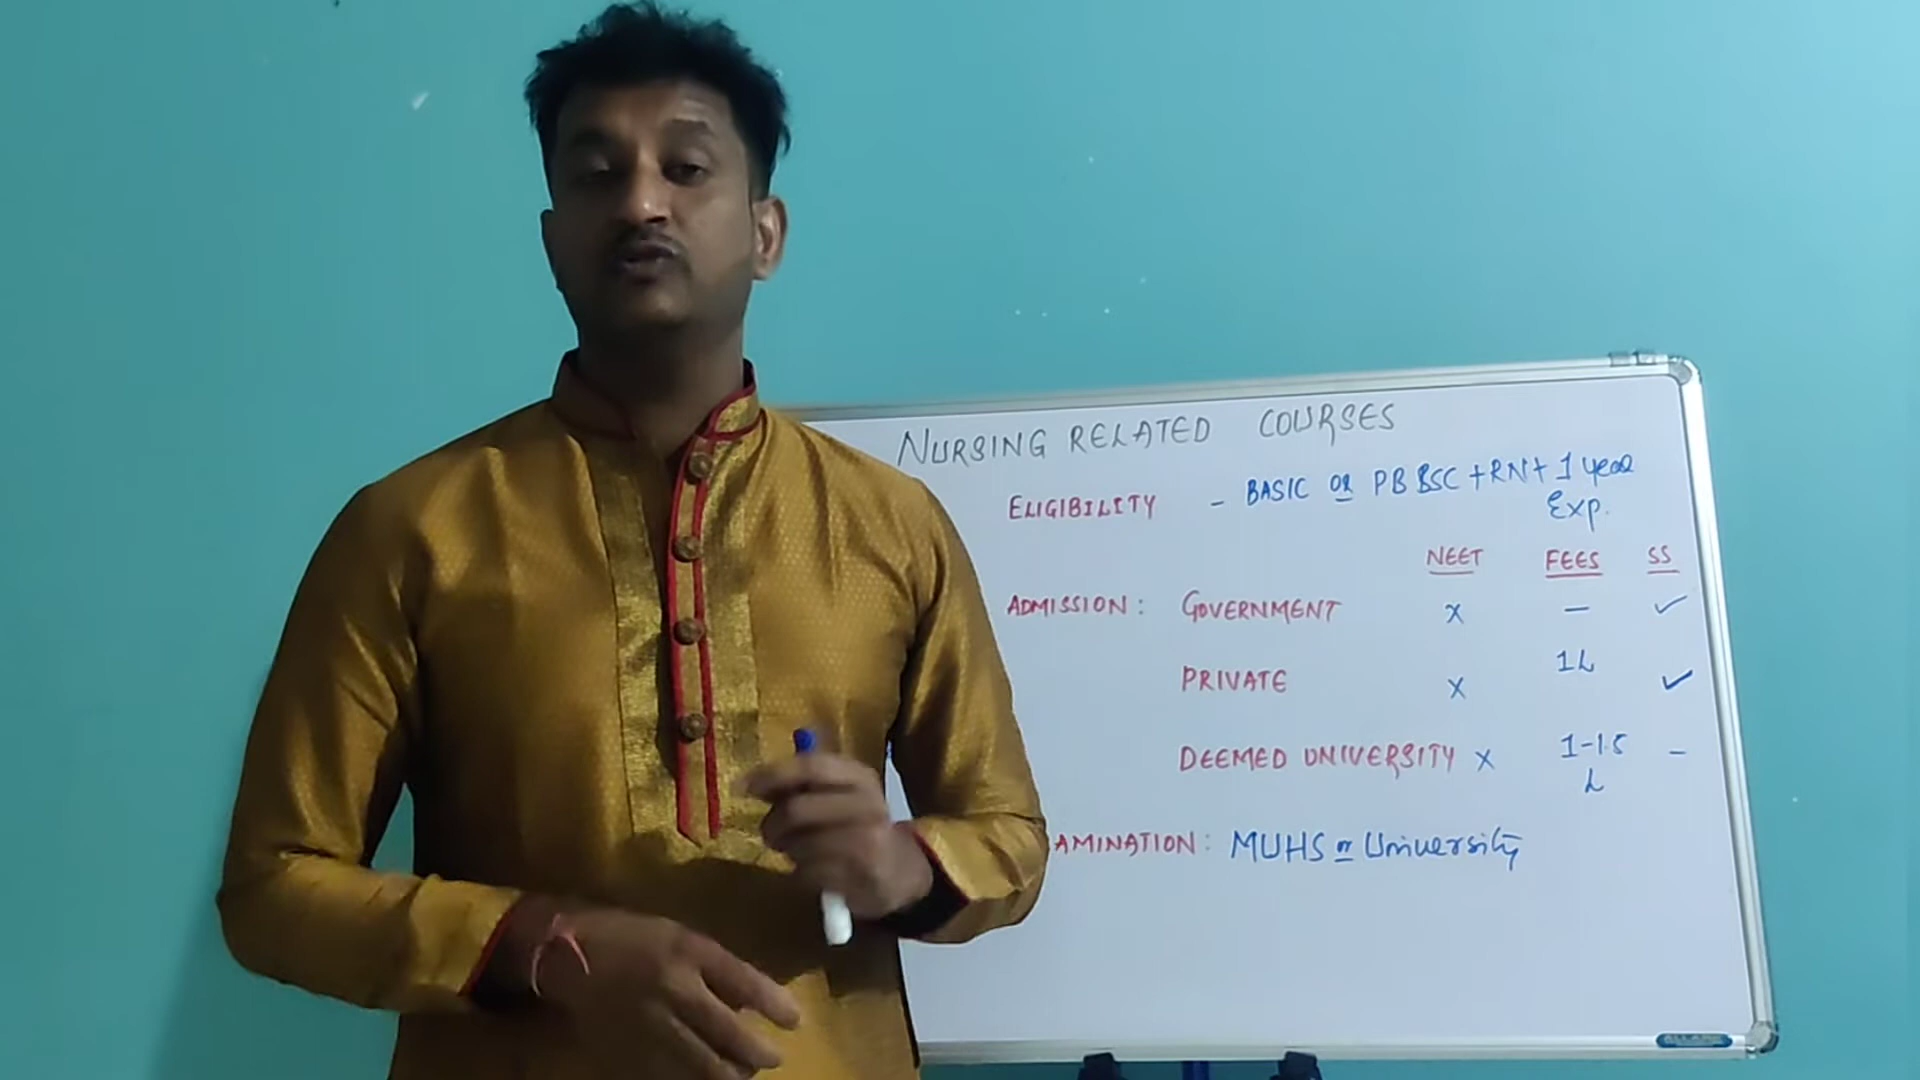 NURSING RELATED COURSES
ELIGIBILITY - BASIC OR PB BSC + RN + 1 year
Exp.
NEET FEES SS
ADMISSION: GOVERNMENT x — ✓
PRIVATE x 1L ✓
DEEMED UNIVERSITY x 1-1.5 –
L
AMINATION: MUHS or University